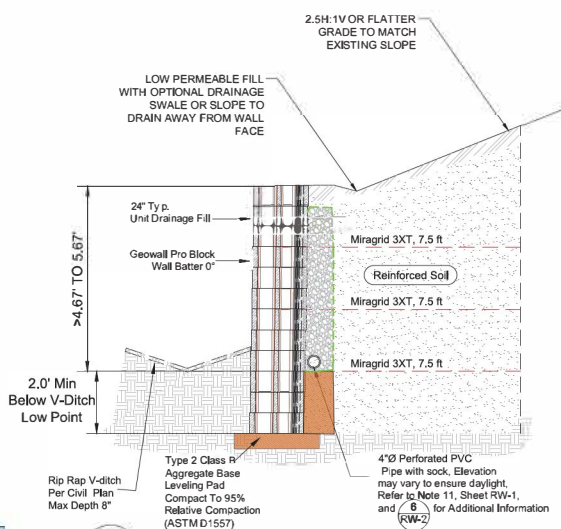 2.5H:1V OR FLATTER
GRADE TO MATCH
EXISTING SLOPE
LOW PERMEABLE FILL
WITH OPTIONAL DRAINAGE
SWALE OR SLOPE TO
DRAIN AWAY FROM WALL
FACE
24" Typ.
Unit Drainage Fill
Geowall Pro Block
Wall Batter 0°
>4.67' TO 5.67'
Miragrid 3XT, 7.5 ft
Reinforced Soil
Miragrid 3XT, 7.5 ft
Miragrid 3XT, 7.5 ft
2.0' Min
Below V-Ditch
Low Point
Rip Rap V-ditch
Per Civil Plan
Max Depth 8"
Type 2 Class
Aggregate Base
Leveling Pad
Compact To 95%
Relative Compaction
(ASTM D1557)
4"Ø Perforated PVC
Pipe with sock, Elevation
may vary to ensure daylight,
Refer to Note 11, Sheet RW-1,
and 6 RW-2 for Additional Information